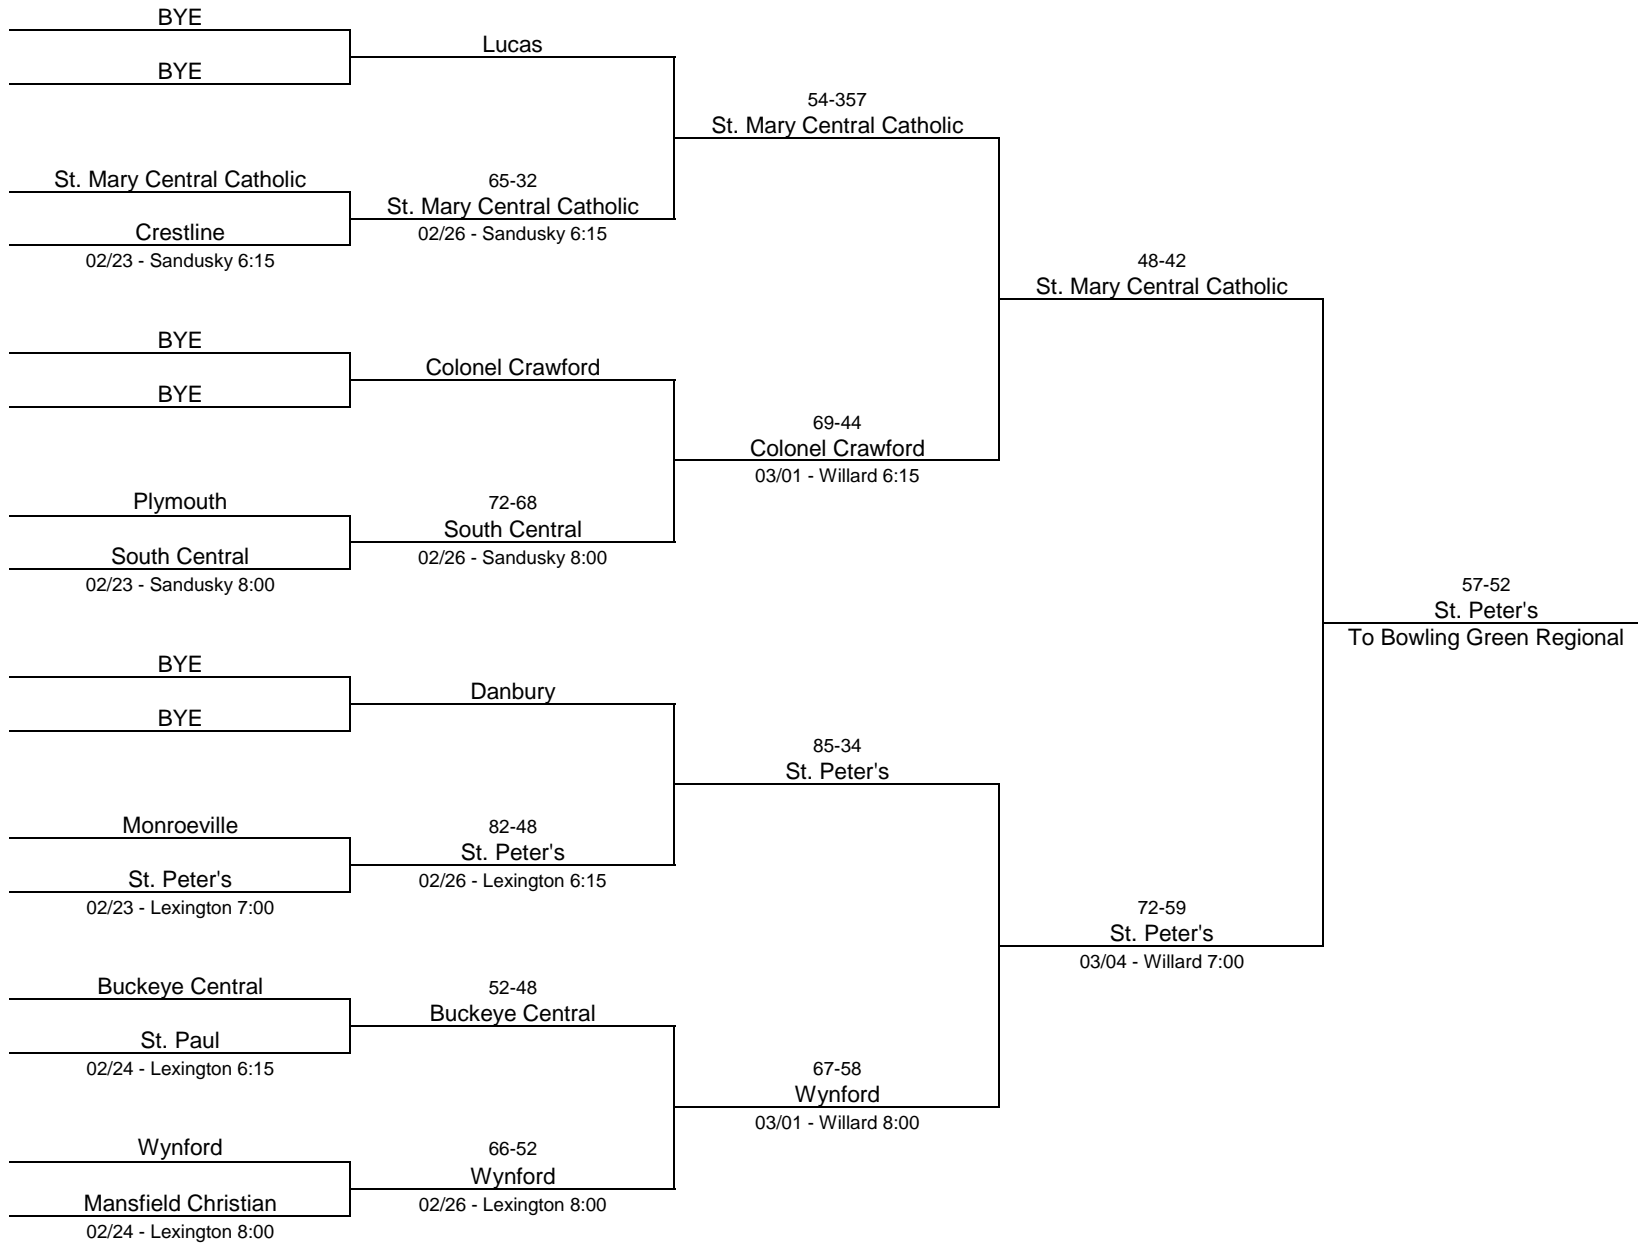 BYE
BYE
Lucas
St. Mary Central Catholic
Crestline
02/23 - Sandusky 6:15
65-32
St. Mary Central Catholic
02/26 - Sandusky 6:15
54-357
St. Mary Central Catholic
BYE
BYE
Colonel Crawford
Plymouth
South Central
02/23 - Sandusky 8:00
72-68
South Central
02/26 - Sandusky 8:00
69-44
Colonel Crawford
03/01 - Willard 6:15
48-42
St. Mary Central Catholic
BYE
BYE
Danbury
Monroeville
St. Peter's
02/23 - Lexington 7:00
82-48
St. Peter's
02/26 - Lexington 6:15
85-34
St. Peter's
Buckeye Central
St. Paul
02/24 - Lexington 6:15
52-48
Buckeye Central
Wynford
Mansfield Christian
02/24 - Lexington 8:00
66-52
Wynford
02/26 - Lexington 8:00
67-58
Wynford
03/01 - Willard 8:00
72-59
St. Peter's
03/04 - Willard 7:00
57-52
St. Peter's
To Bowling Green Regional